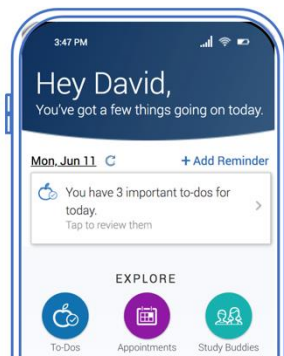 3:47 PM
Hey David,
You've got a few things going on today.
Mon, Jun 11
+ Add Reminder
You have 3 important to-dos for
today.
Tap to review them
EXPLORE
To-Dos
Appointments
Study Buddies